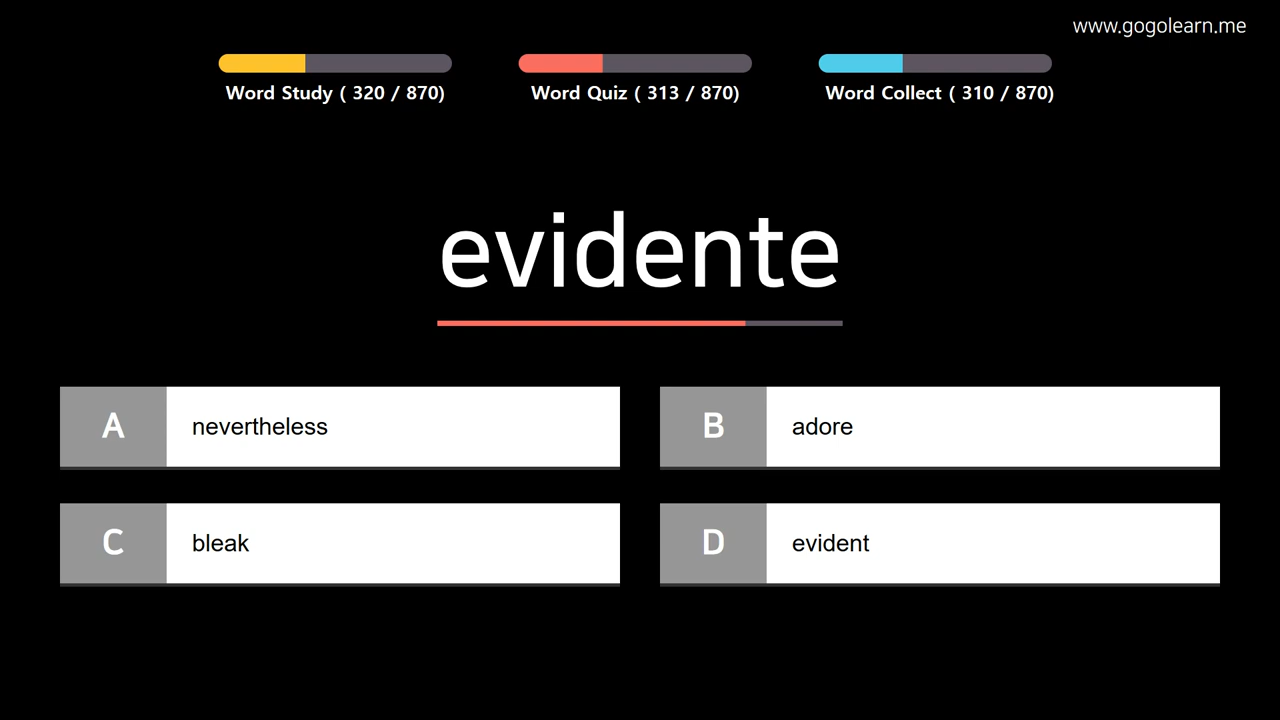 www.gogolearn.me
Word Study ( 320 / 870)
Word Quiz ( 313 / 870)
Word Collect ( 310 / 870)
evidente
A nevertheless
B adore
C bleak
D evident